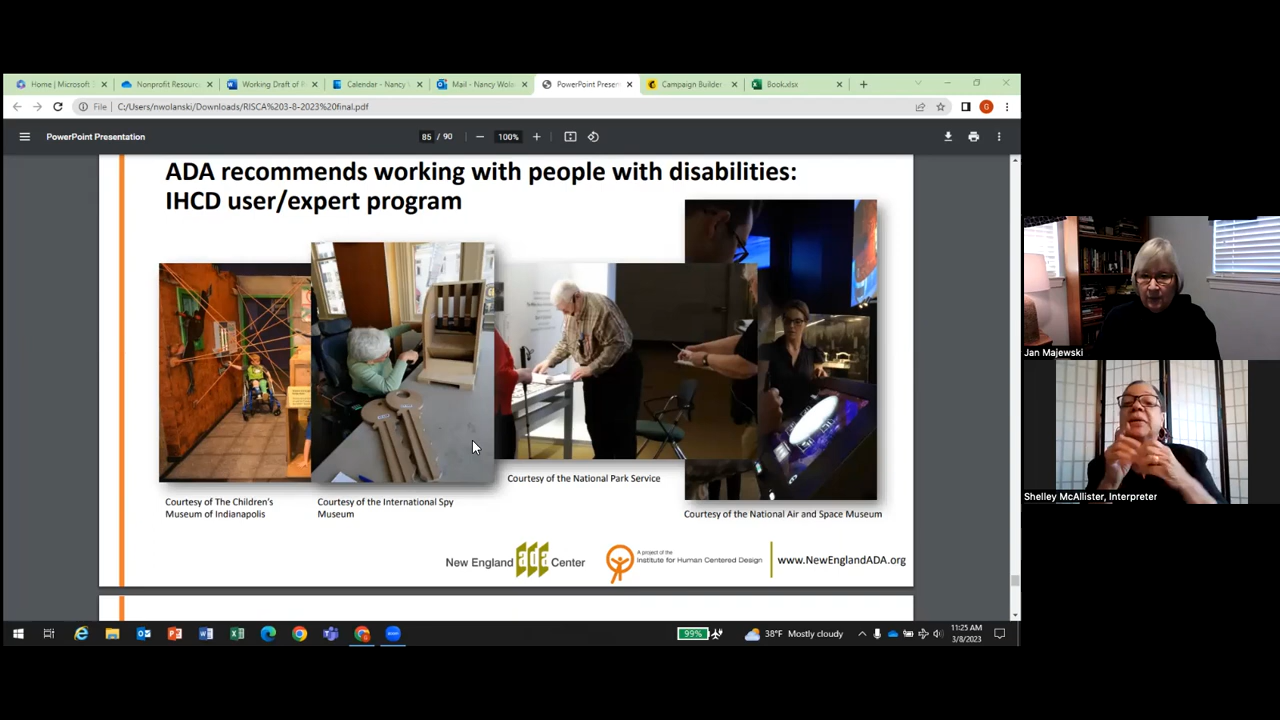 Home | Microsoft
Nonprofit Resourc
Working Draft of R
Calendar - Nancy
Mail - Nancy Wola
PowerPoint Presen
Campaign Builder
Book.xlsx
File
C:/Users/nwolanski/Downloads/RISCA%203-8-2023%20final.pdf
PowerPoint Presentation
85 / 90
100%
ADA recommends working with people with disabilities:
IHCD user/expert program
Courtesy of The Children's
Museum of Indianapolis
Courtesy of the International Spy
Museum
Courtesy of the National Park Service
Courtesy of the National Air and Space Museum
New England ada Center
A project of the
Institute for Human Centered Design
www.NewEnglandADA.org
Jan Majewski
Shelley McAllister, Interpreter
99%
38°F Mostly cloudy
11:25 AM
3/8/2023